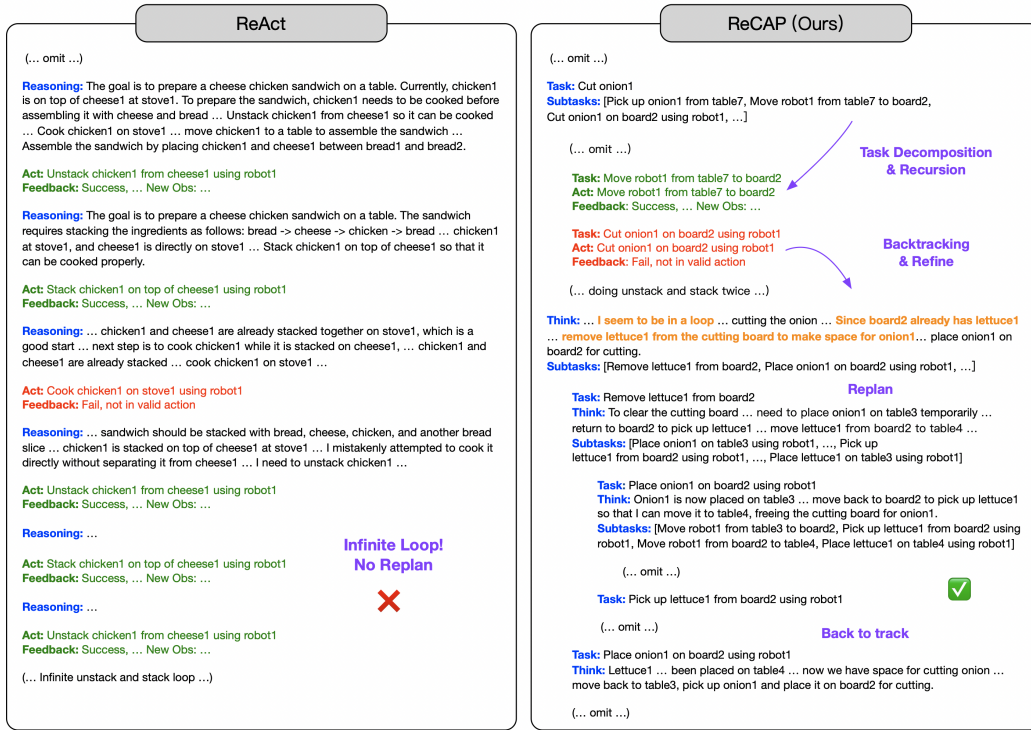 ReAct
(... omit ...)
Reasoning: The goal is to prepare a cheese chicken sandwich on a table. Currently, chicken1
is on top of cheese1 at stove1. To prepare the sandwich, chicken1 needs to be cooked before
assembling it with cheese and bread ... Unstack chicken1 from cheese1 so it can be cooked
... Cook chicken1 on stove1 ... move chicken1 to a table to assemble the sandwich ...
Assemble the sandwich by placing chicken1 and cheese1 between bread1 and bread2.
Act: Unstack chicken1 from cheese1 using robot1
Feedback: Success, ... New Obs: ...
Reasoning: The goal is to prepare a cheese chicken sandwich on a table. The sandwich
requires stacking the ingredients as follows: bread -> cheese -> chicken -> bread ... chicken1
at stove1, and cheese1 is directly on stove1 ... Stack chicken1 on top of cheese1 so that it
can be cooked properly.
Act: Stack chicken1 on top of cheese1 using robot1
Feedback: Success, ... New Obs: ...
Reasoning: ... chicken1 and cheese1 are already stacked together on stove1, which is a
good start ... next step is to cook chicken1 while it is stacked on cheese1, ... chicken1 and
cheese1 are already stacked ... cook chicken1 on stove1 ...
Act: Cook chicken1 on stove1 using robot1
Feedback: Fail, not in valid action
Reasoning: ... sandwich should be stacked with bread, cheese, chicken, and another bread
slice ... chicken1 is stacked on top of cheese1 at stove1 ... I mistakenly attempted to cook it
directly without separating it from cheese1 ... I need to unstack chicken1 ...
Act: Unstack chicken1 from cheese1 using robot1
Feedback: Success, ... New Obs: ...
Reasoning: ...
Act: Stack chicken1 on top of cheese1 using robot1
Feedback: Success, ... New Obs: ...
Reasoning: ...
Act: Unstack chicken1 from cheese1 using robot1
Feedback: Success, ... New Obs: ...
(... Infinite unstack and stack loop ...)
Infinite Loop!
No Replan
ReCAP (Ours)
(... omit ...)
Task: Cut onion1
Subtasks: [Pick up onion1 from table7, Move robot1 from table7 to board2,
Cut onion1 on board2 using robot1, ...]
(... omit ...)
Task Decomposition
& Recursion
Task: Move robot1 from table7 to board2
Act: Move robot1 from table7 to board2
Feedback: Success, ... New Obs: ...
Task: Cut onion1 on board2 using robot1
Act: Cut onion1 on board2 using robot1
Feedback: Fail, not in valid action
Backtracking
& Refine
(... doing unstack and stack twice ...)
Think: ... I seem to be in a loop ... cutting the onion ... Since board2 already has lettuce1
... remove lettuce1 from the cutting board to make space for onion1... place onion1 on
board2 for cutting.
Subtasks: [Remove lettuce1 from board2, Place onion1 on board2 using robot1, ...]
Replan
Task: Remove lettuce1 from board2
Think: To clear the cutting board ... need to place onion1 on table3 temporarily ...
return to board2 to pick up lettuce1 ... move lettuce1 from board2 to table4 ...
Subtasks: [Place onion1 on table3 using robot1, ..., Pick up
lettuce1 from board2 using robot1, ..., Place lettuce1 on table3 using robot1]
Task: Place onion1 on board2 using robot1
Think: Onion1 is now placed on table3 ... move back to board2 to pick up lettuce1
so that I can move it to table4, freeing the cutting board for onion1.
Subtasks: [Move robot1 from table3 to board2, Pick up lettuce1 from board2 using
robot1, Move robot1 from board2 to table4, Place lettuce1 on table4 using robot1]
(... omit ...)
Task: Pick up lettuce1 from board2 using robot1
(... omit ...)
Back to track
Task: Place onion1 on board2 using robot1
Think: Lettuce1 ... been placed on table4 ... now we have space for cutting onion ...
move back to table3, pick up onion1 and place it on board2 for cutting.
(... omit ...)